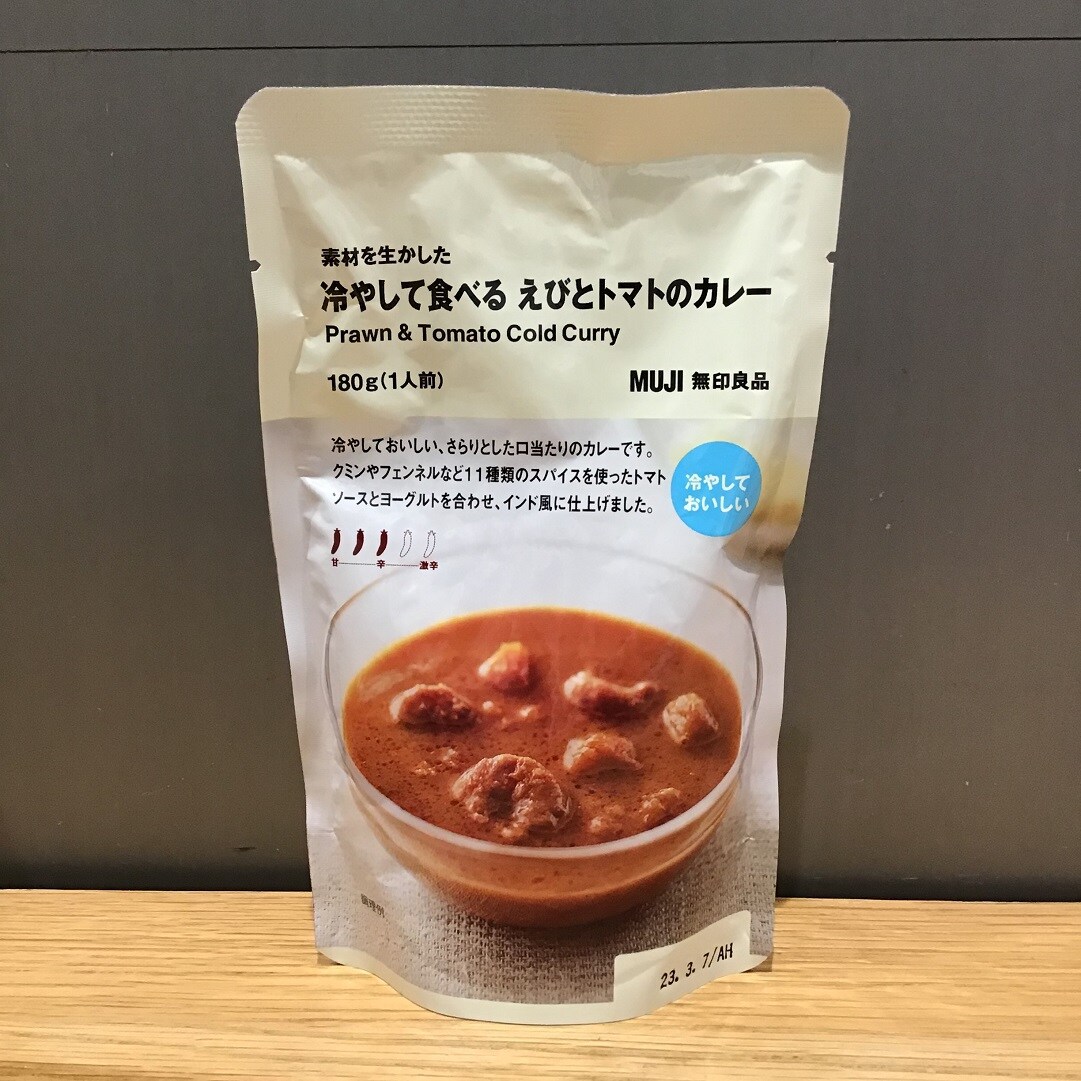 素材を生かした
冷やして食べる えびとトマトのカレー
Prawn & Tomato Cold Curry
180g(1人前)
MUJI 無印良品
冷やしておいしい、さらりとした口当たりのカレーです。
クミンやフェンネルなど11種類のスパイスを使ったトマト
ソースとヨーグルトを合わせ、インド風に仕上げました。
冷やして
おいしい
甘 辛 激辛
調理例
23. 3. 7/AH